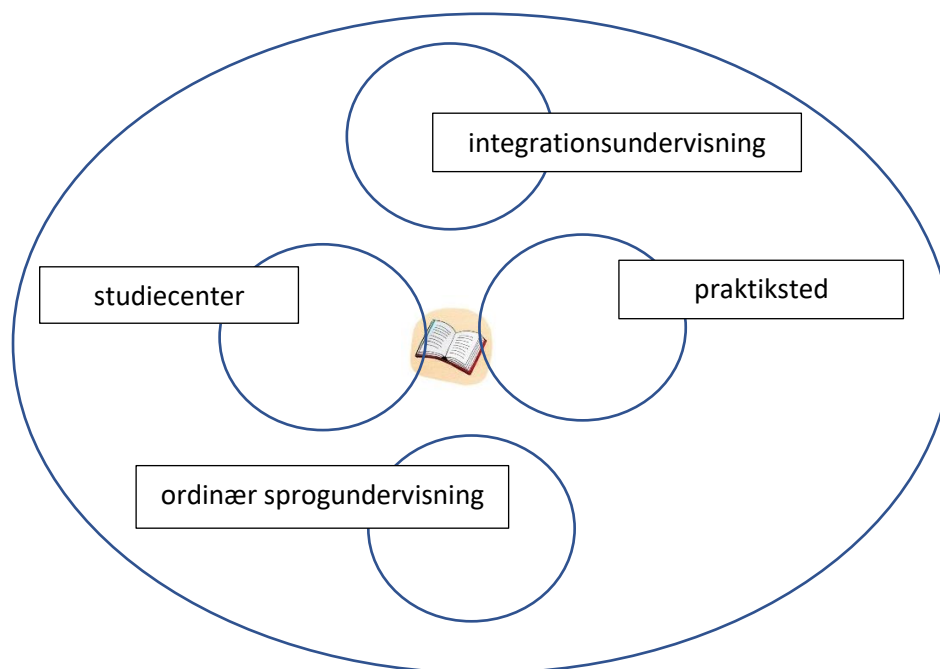 integrationsundervisning
studiecenter
praktiksted
ordinær sprogundervisning